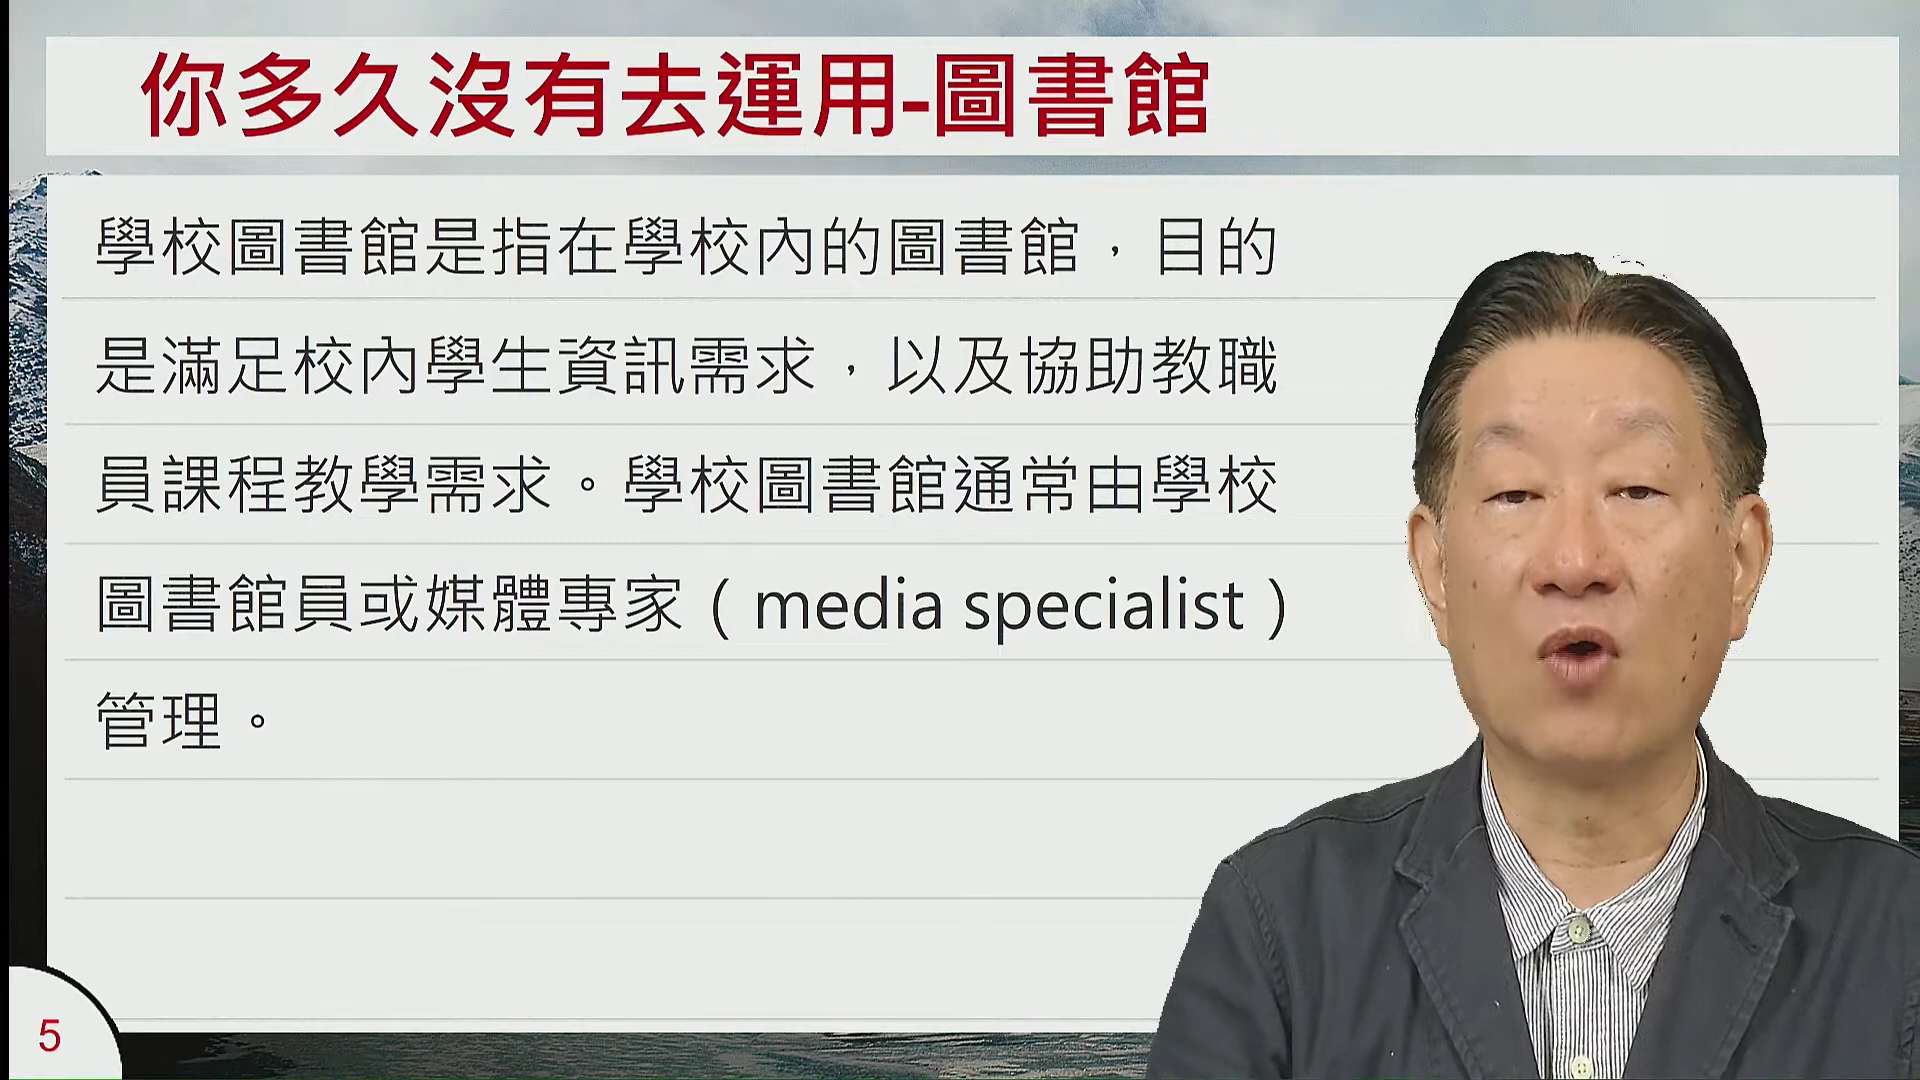 你多久沒有去運用-圖書館
學校圖書館是指在學校內的圖書館，目的
是滿足校內學生資訊需求，以及協助教職
員課程教學需求。學校圖書館通常由學校
圖書館員或媒體專家（media specialist）
管理。
5